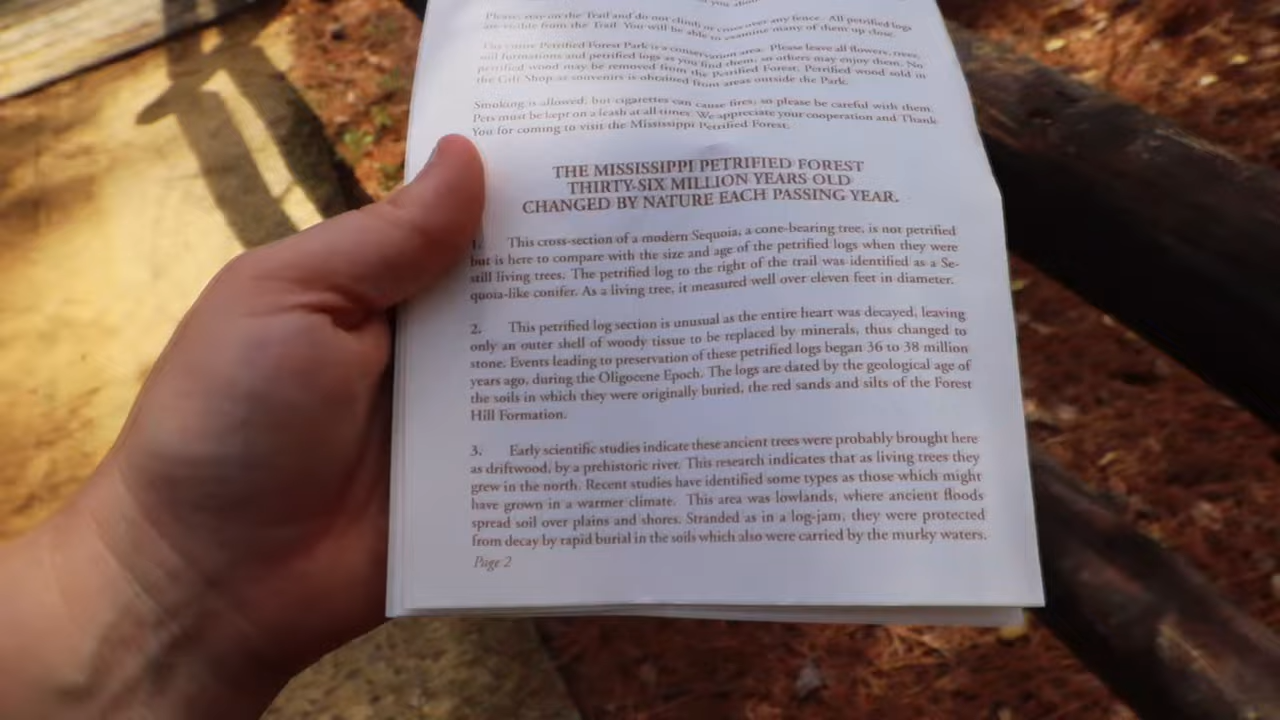 you
Please stay on the Trail and do not climb or cross over any fence. All petrified logs
are visible from the Trail. You will be able to examine many of them up close.
The entire Petrified Forest Park is a conservation area. Please leave all flowers, trees,
soil formations and petrified logs as you find them, so others may enjoy them. No
petrified wood may be removed from the Petrified Forest. Petrified wood sold in
the Gift Shop as souvenirs is obtained from areas outside the Park.
Smoking is allowed, but cigarettes can cause fires, so please be careful with them.
Pets must be kept on a leash at all times. We appreciate your cooperation and Thank
You for coming to visit the Mississippi Petrified Forest.
THE MISSISSIPPI PETRIFIED FOREST
THIRTY-SIX MILLION YEARS OLD
CHANGED BY NATURE EACH PASSING YEAR.
1. This cross-section of a modern Sequoia, a cone-bearing tree, is not petrified
but is here to compare with the size and age of the petrified logs when they were
still living trees. The petrified log to the right of the trail was identified as a Se-
quoia-like conifer. As a living tree, it measured well over eleven feet in diameter.
2. This petrified log section is unusual as the entire heart was decayed, leaving
only an outer shell of woody tissue to be replaced by minerals, thus changed to
stone. Events leading to preservation of these petrified logs began 36 to 38 million
years ago, during the Oligocene Epoch. The logs are dated by the geological age of
the soils in which they were originally buried, the red sands and silts of the Forest
Hill Formation.
3. Early scientific studies indicate these ancient trees were probably brought here
as driftwood, by a prehistoric river. This research indicates that as living trees they
grew in the north. Recent studies have identified some types as those which might
have grown in a warmer climate. This area was lowlands, where ancient floods
spread soil over plains and shores. Stranded as in a log-jam, they were protected
from decay by rapid burial in the soils which also were carried by the murky waters.
Page 2